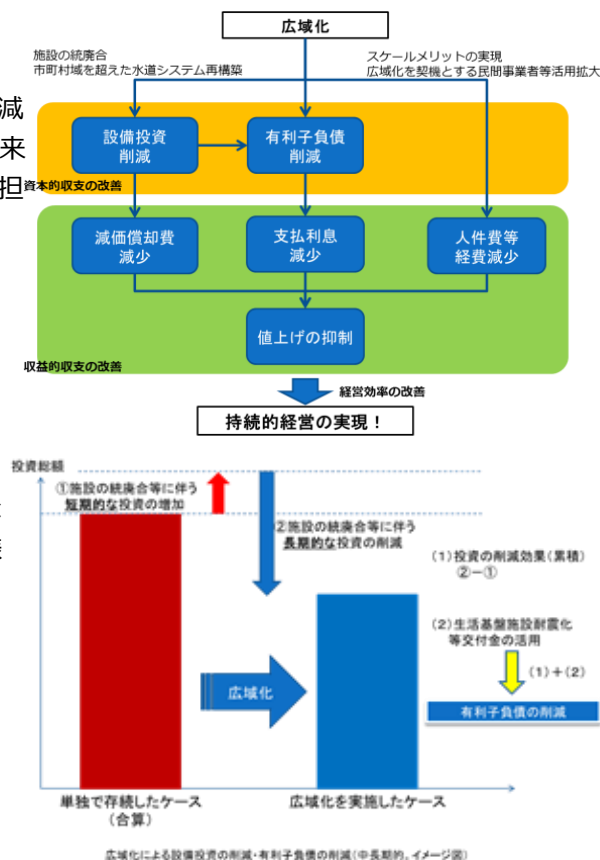 広域化
施設の統廃合
市町村域を超えた水道システム再構築
スケールメリットの実現
広域化を契機とする民間事業者等活用拡大
減
来
担
設備投資
削減
有利子負債
削減
資本的収支の改善
減価償却費
減少
支払利息
減少
人件費等
経費減少
値上げの抑制
収益的収支の改善
経営効率の改善
持続的経営の実現！
投資総額
①施設の統廃合等に伴う
短期的な投資の増加
②施設の統廃合等に伴う
長期的な投資の削減
(1)投資の削減効果(累積)
②－①
(2)生活基盤施設耐震化
等交付金の活用
(1)＋(2)
広域化
有利子負債の削減
単独で存続したケース
(合算)
広域化を実施したケース
広域化による設備投資の削減・有利子負債の削減(中長期的、イメージ図)